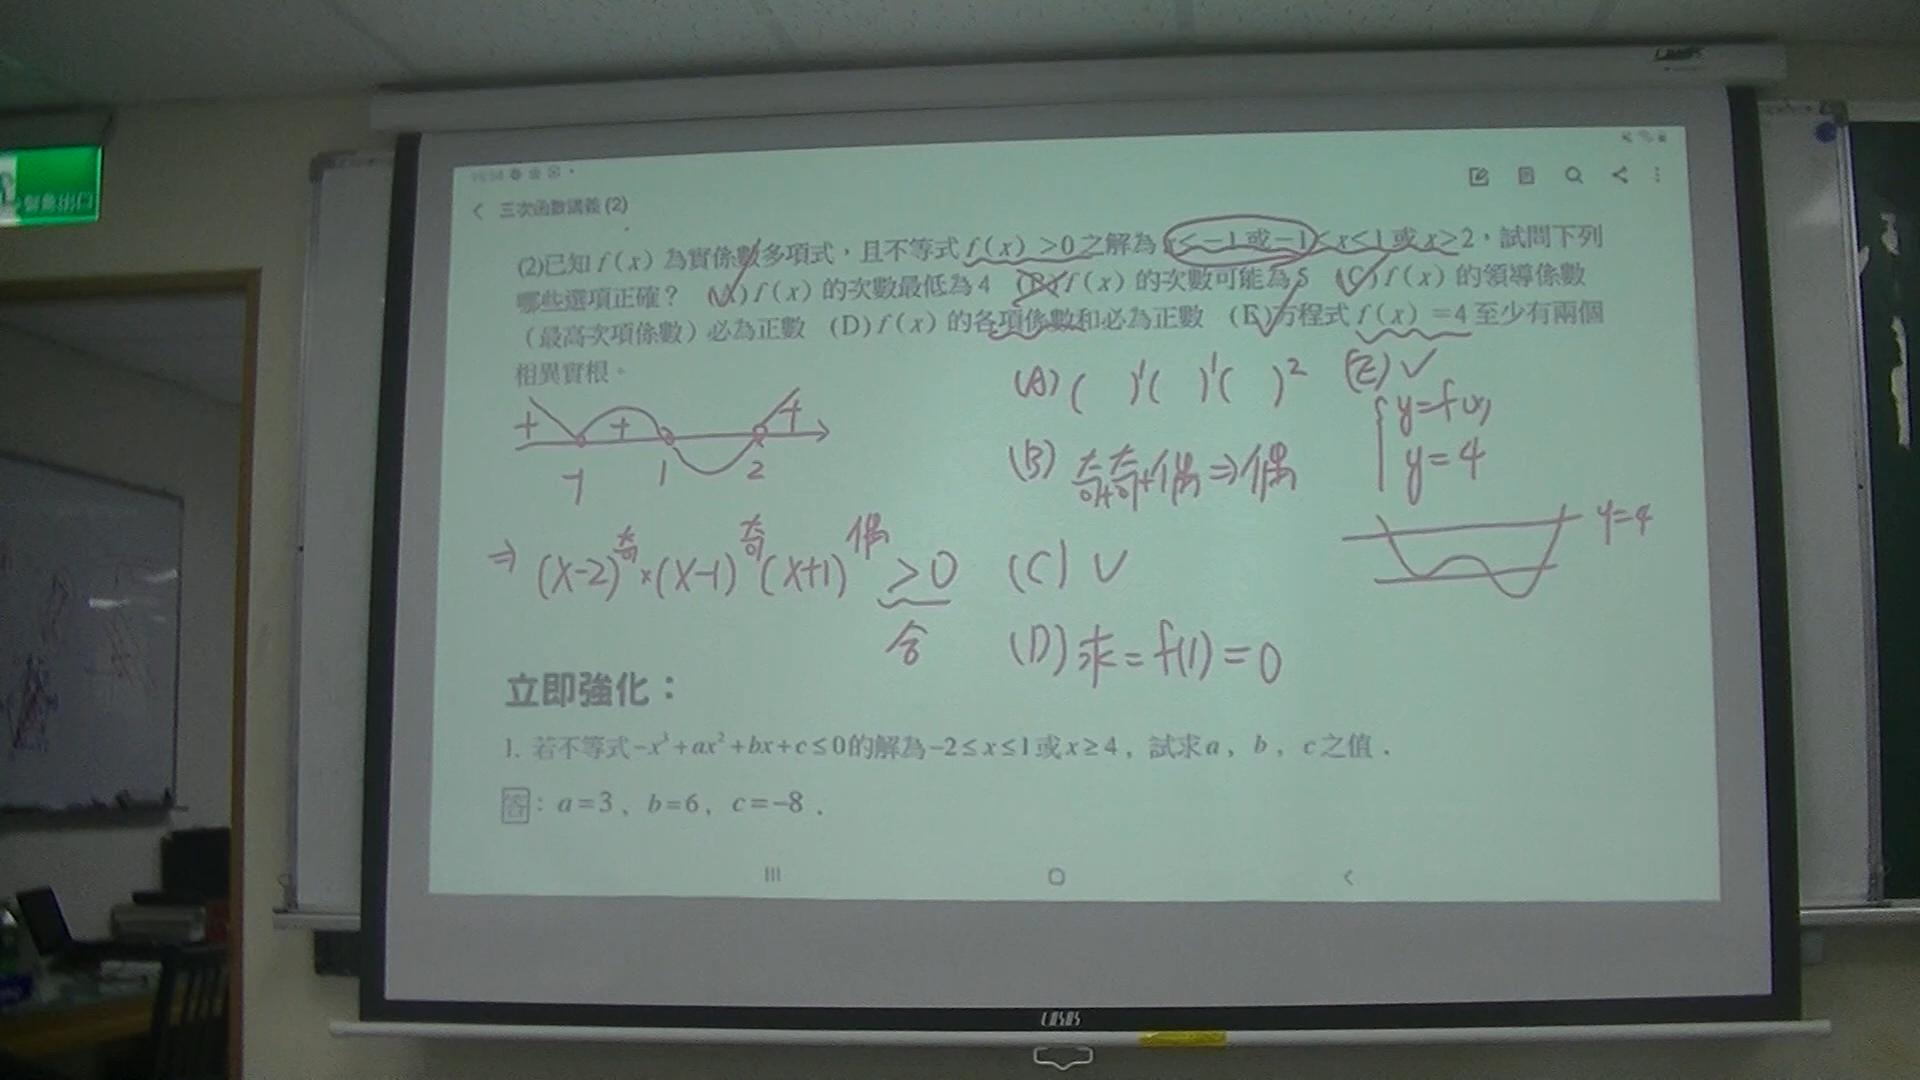 三次函數講義(2)
(2)已知 f(x) 為實係數多項式，且不等式 f(x) >0 之解為 x<-1 或 -1<x<1 或 x>2，試問下列
哪些選項正確？ (A) f(x) 的次數最低為 4 (B) f(x) 的次數可能為 5 (C) f(x) 的領導係數
（最高次項係數）必為正數 (D) f(x) 的各項係數和必為正數 (E)方程式 f(x) =4 至少有兩個
相異實根。
+ + +
-1 1 2
⇒ (x-2)^奇 × (x-1)^奇 (x+1)^偶 >0
(A) ( )^1 ( )^1 ( )^2
(B) 奇+奇+偶⇒偶
(C) ✓
(D) 求=f(1)=0
(E) ✓
y=f(x)
y=4
y=4
立即強化：
1. 若不等式 -x³+ax²+bx+c≤0 的解為 -2≤x≤1 或 x≥4，試求 a，b，c 之值．
答：a=3，b=6，c=-8．